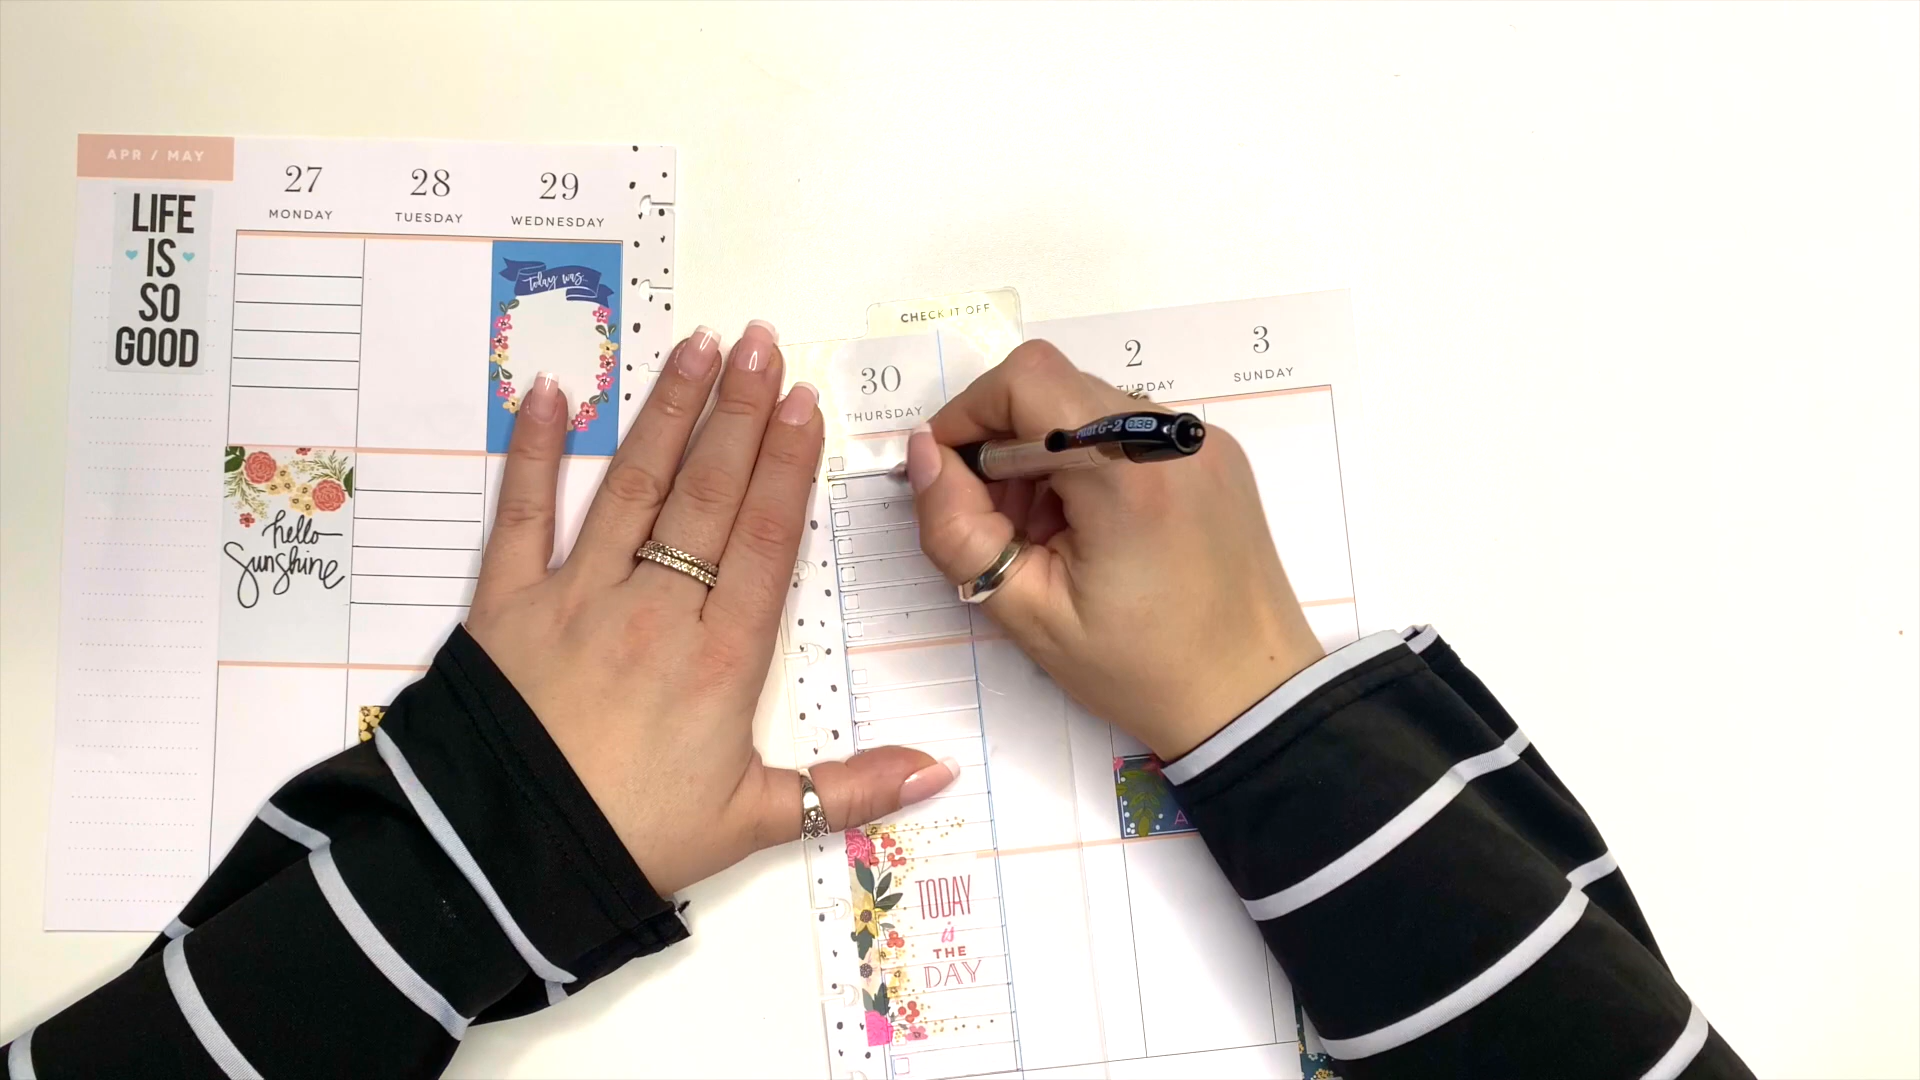 APR / MAY
LIFE
IS
SO
GOOD
27
MONDAY
28
TUESDAY
29
WEDNESDAY
today was...
hello
Sunshine
CHECK IT OFF
30
THURSDAY
2
3
SUNDAY
G-2 0.38
TODAY
is
THE
DAY